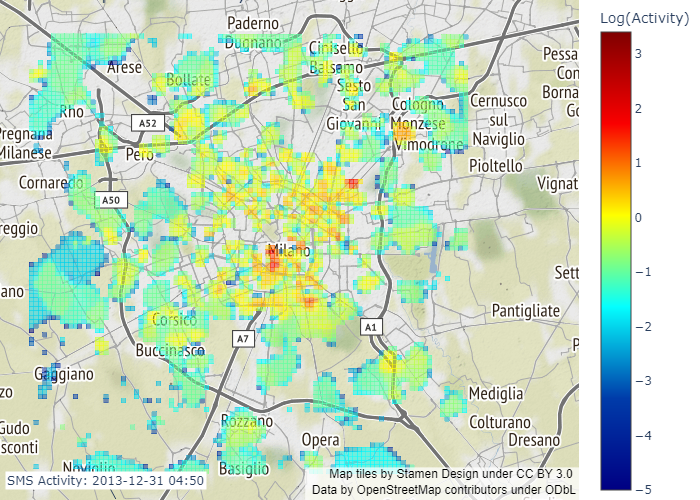 Log(Activity)
Paderno
Dugnano
Cinisello
Balsamo
Arese
Bollate
Sesto
San
Giovanni
Cologno
Monzese
Vimodrone
Cernusco
sul
Naviglio
Pessa
Con
Borna
Go
Rho
A52
Pregnana
Milanese
Pero
Pioltello
Cornaredo
Vignat
A50
reggio
Milano
Sett
ano
Pantigliate
Corsico
A7
A1
P
Buccinasco
Gaggiano
zo
Mediglia
Rozzano
Colturano
Gudo
sconti
Opera
Dresano
Noviglio
Basiglio
SMS Activity: 2013-12-31 04:50
Map tiles by Stamen Design under CC BY 3.0
Data by OpenStreetMap contributors under ODbL
3
2
1
0
−1
−2
−3
−4
−5